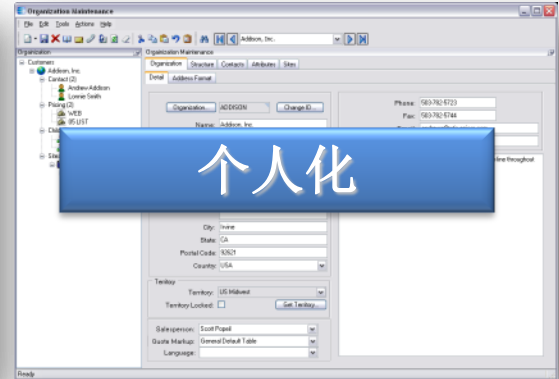 Organization Maintenance
File Edit Tools Actions Help
Addison, Inc.
Organization
Organization Maintenance
Customers
Addison, Inc.
Contact (2)
Andrew Addison
Lonnie Smith
Pricing (2)
WEB
85 LIST
Organization Structure Contacts Attributes Sites
Detail Address Format
Organization... ADDISON Change ID...
Name: Addison, Inc.
Phone: 503-782-5723
Fax: 503-782-5744
个人化
City: Irvine
State: CA
Postal Code: 92621
Country: USA
Territory
Territory: US Midwest
Territory Locked: Get Territory...
Salesperson: Scott Popeil
Quote Markup: General Default Table
Language:
Ready